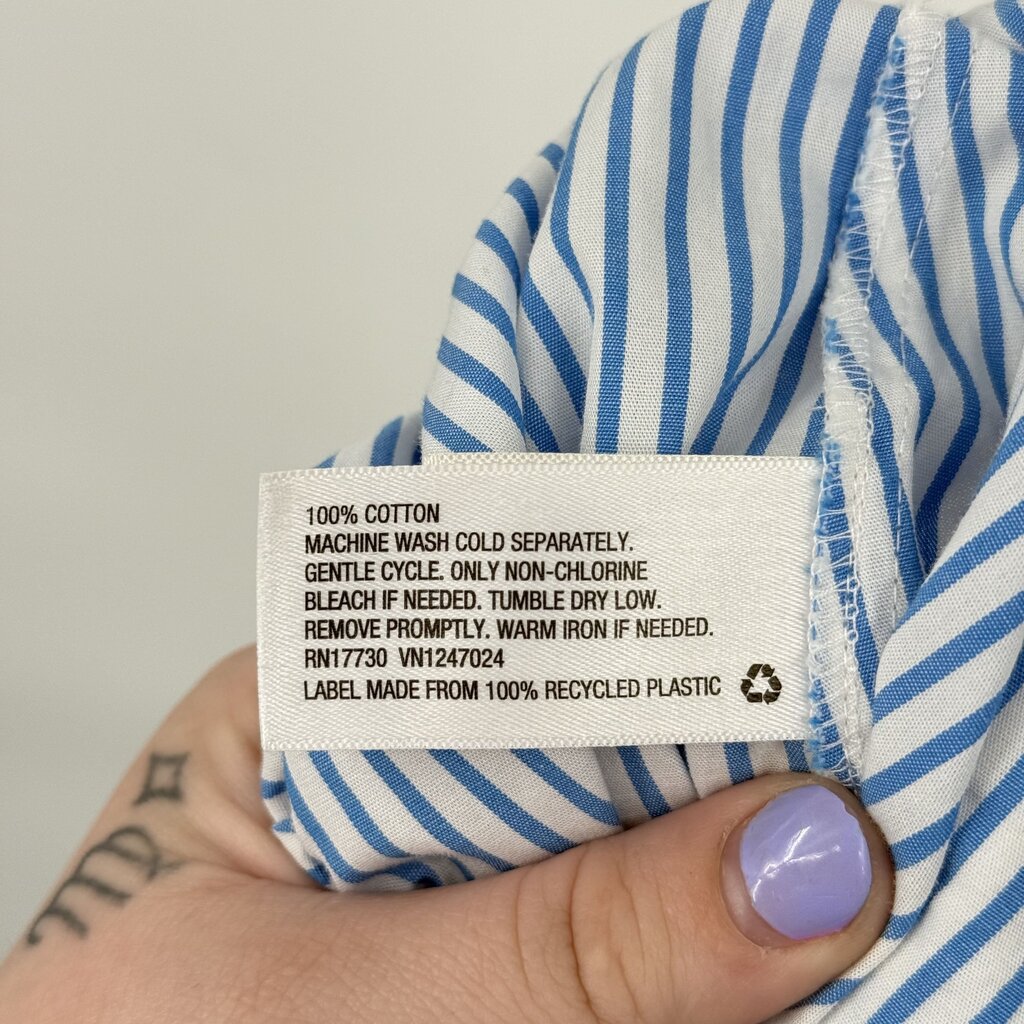 100% COTTON
MACHINE WASH COLD SEPARATELY.
GENTLE CYCLE. ONLY NON-CHLORINE
BLEACH IF NEEDED. TUMBLE DRY LOW.
REMOVE PROMPTLY. WARM IRON IF NEEDED.
RN17730 VN1247024
LABEL MADE FROM 100% RECYCLED PLASTIC